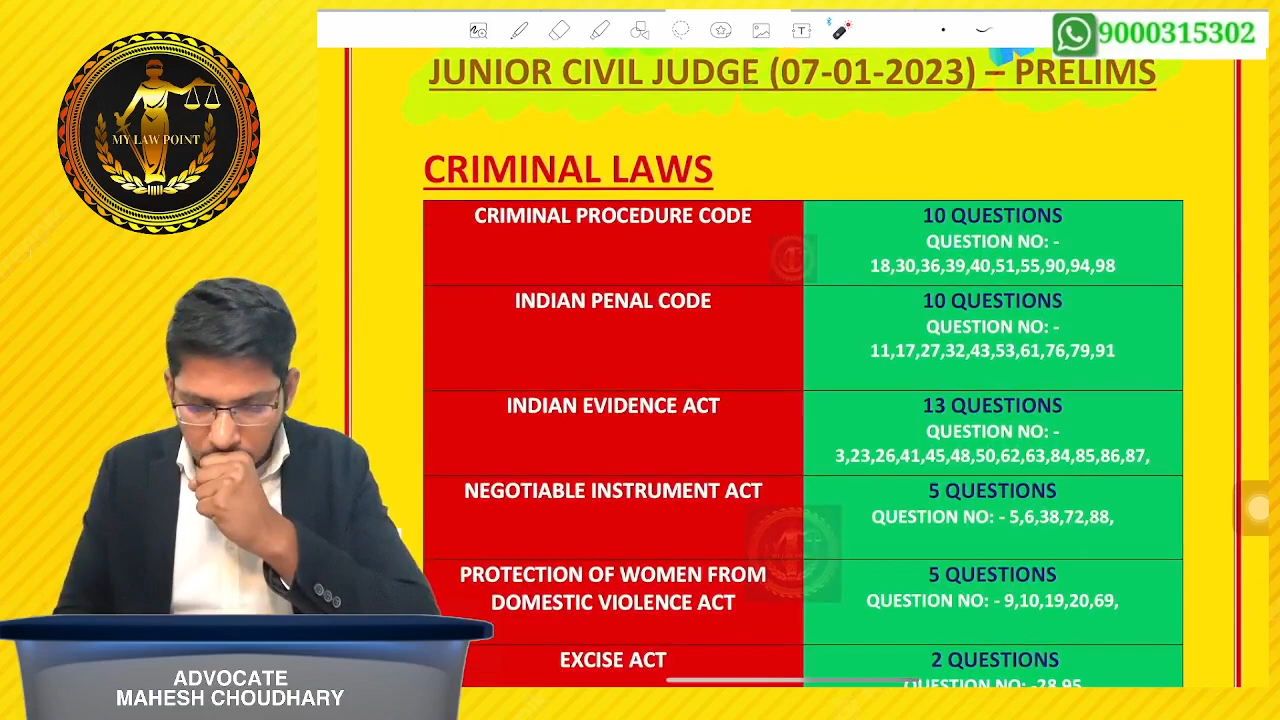 9000315302
JUNIOR CIVIL JUDGE (07-01-2023) – PRELIMS
MY LAW POINT
CRIMINAL LAWS
CRIMINAL PROCEDURE CODE
10 QUESTIONS
QUESTION NO: -
18,30,36,39,40,51,55,90,94,98
INDIAN PENAL CODE
10 QUESTIONS
QUESTION NO: -
11,17,27,32,43,53,61,76,79,91
INDIAN EVIDENCE ACT
13 QUESTIONS
QUESTION NO: -
3,23,26,41,45,48,50,62,63,84,85,86,87,
NEGOTIABLE INSTRUMENT ACT
5 QUESTIONS
QUESTION NO: - 5,6,38,72,88,
PROTECTION OF WOMEN FROM
DOMESTIC VIOLENCE ACT
5 QUESTIONS
QUESTION NO: - 9,10,19,20,69,
EXCISE ACT
2 QUESTIONS
QUESTION NO: -28,95
ADVOCATE
MAHESH CHOUDHARY